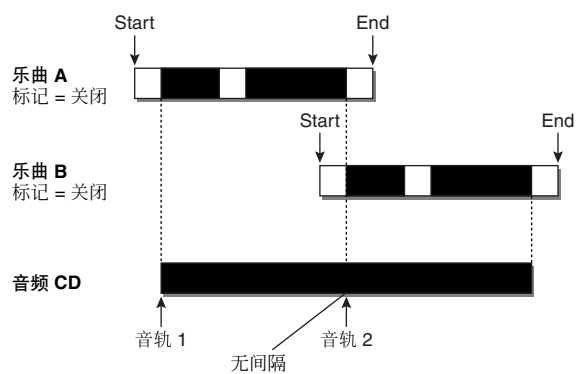 Start End
乐曲 A
标记 = 关闭
Start End
乐曲 B
标记 = 关闭
音频 CD
音轨 1 音轨 2
无间隔